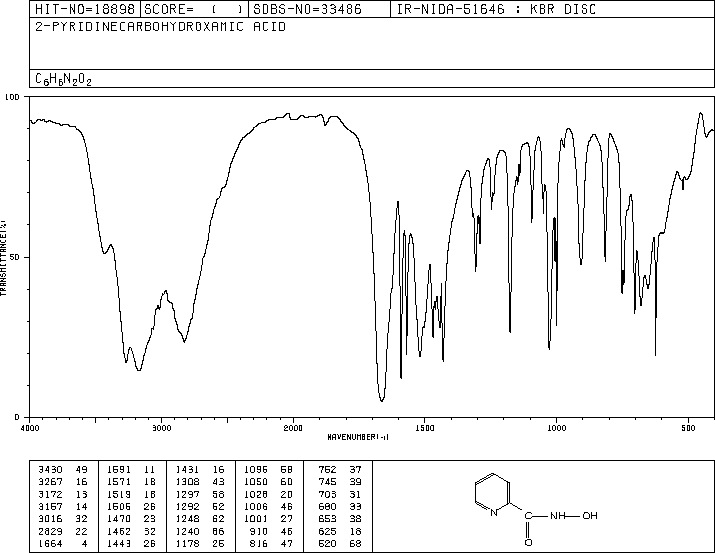 HIT-NO=18898 SCORE= ( ) SDBS-NO=33486 IR-NIDA-51646 : KBR DISC
2-PYRIDINECARBOHYDROXAMIC ACID
C6H6N2O2
100
50
0
TRANSMITTANCE(%)
4000 3000 2000 1500 1000 500
WAVENUMBER(-1)
3430 49 1591 11 1431 16 1096 58 752 37
3267 16 1571 18 1308 43 1050 60 745 39
3172 13 1519 18 1297 58 1028 20 703 31
3157 14 1506 26 1292 52 1006 46 680 33
3016 32 1470 23 1248 62 1001 27 653 38
2829 22 1462 32 1240 66 910 46 625 18
1664 4 1443 26 1178 25 816 47 520 68
N
C
NH
OH
O